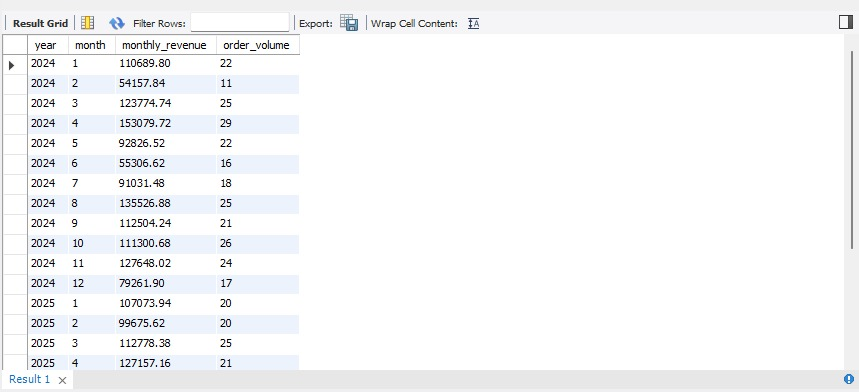 Result Grid Filter Rows: Export: Wrap Cell Content: IA
year month monthly_revenue order_volume
2024 1 110689.80 22
2024 2 54157.84 11
2024 3 123774.74 25
2024 4 153079.72 29
2024 5 92826.52 22
2024 6 55306.62 16
2024 7 91031.48 18
2024 8 135526.88 25
2024 9 112504.24 21
2024 10 111300.68 26
2024 11 127648.02 24
2024 12 79261.90 17
2025 1 107073.94 20
2025 2 99675.62 20
2025 3 112778.38 25
2025 4 127157.16 21
Result 1